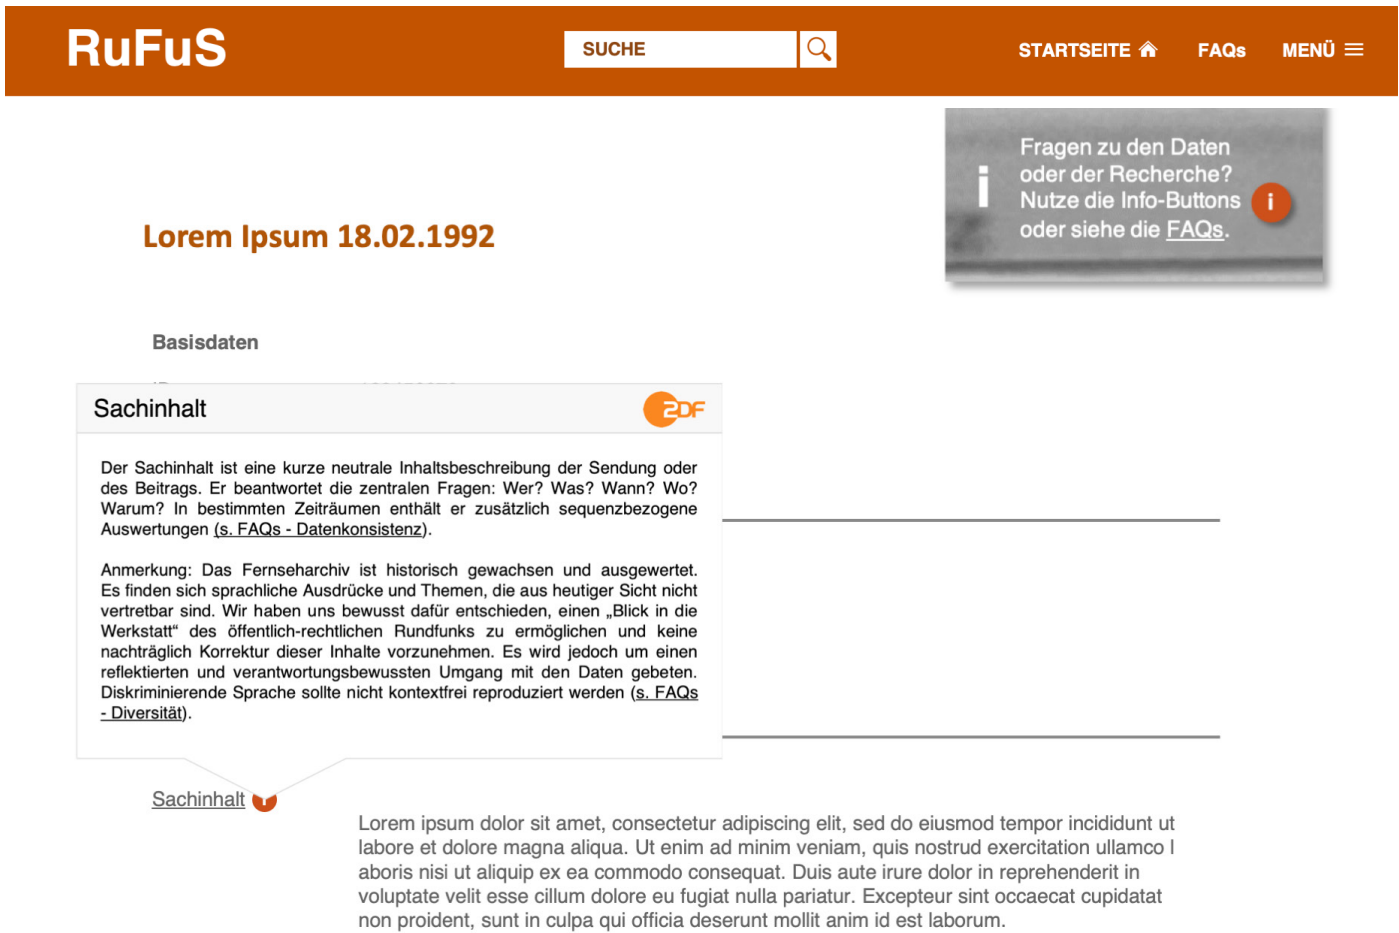 RuFuS
SUCHE
STARTSEITE
FAQs
MENÜ
i
Fragen zu den Daten
oder der Recherche?
Nutze die Info-Buttons i
oder siehe die FAQs.
Lorem Ipsum 18.02.1992
Basisdaten
Sachinhalt
ZDF
Der Sachinhalt ist eine kurze neutrale Inhaltsbeschreibung der Sendung oder
des Beitrags. Er beantwortet die zentralen Fragen: Wer? Was? Wann? Wo?
Warum? In bestimmten Zeiträumen enthält er zusätzlich sequenzbezogene
Auswertungen (s. FAQs - Datenkonsistenz).
Anmerkung: Das Fernseharchiv ist historisch gewachsen und ausgewertet.
Es finden sich sprachliche Ausdrücke und Themen, die aus heutiger Sicht nicht
vertretbar sind. Wir haben uns bewusst dafür entschieden, einen „Blick in die
Werkstatt“ des öffentlich-rechtlichen Rundfunks zu ermöglichen und keine
nachträglich Korrektur dieser Inhalte vorzunehmen. Es wird jedoch um einen
reflektierten und verantwortungsbewussten Umgang mit den Daten gebeten.
Diskriminierende Sprache sollte nicht kontextfrei reproduziert werden (s. FAQs
- Diversität).
Sachinhalt
Lorem ipsum dolor sit amet, consectetur adipiscing elit, sed do eiusmod tempor incididunt ut
labore et dolore magna aliqua. Ut enim ad minim veniam, quis nostrud exercitation ullamco l
aboris nisi ut aliquip ex ea commodo consequat. Duis aute irure dolor in reprehenderit in
voluptate velit esse cillum dolore eu fugiat nulla pariatur. Excepteur sint occaecat cupidatat
non proident, sunt in culpa qui officia deserunt mollit anim id est laborum.